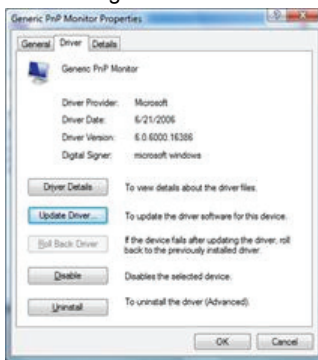 Generic PnP Monitor Properties
General Driver Details
Generic PnP Monitor
Driver Provider: Microsoft
Driver Date: 6/21/2006
Driver Version: 6.0.6000.16386
Digital Signer: microsoft windows
Driver Details To view details about the driver files.
Update Driver... To update the driver software for this device.
Roll Back Driver If the device fails after updating the driver, roll
back to the previously installed driver.
Disable Disables the selected device.
Uninstall To uninstall the driver (Advanced).
OK Cancel